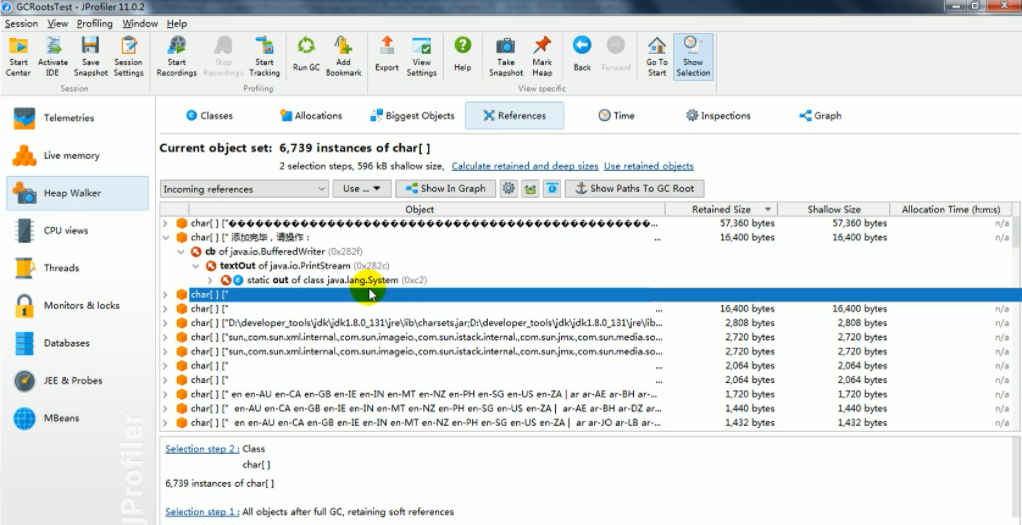 GCRootsTest - JProfiler 11.0.2
Session View Profiling Window Help
Start Center
Activate IDE
Save Snapshot
Session Settings
Start Recordings
Stop Recordings
Start Tracking
Run GC
Add Bookmark
Export
View Settings
Help
Take Snapshot
Mark Heap
Back
Forward
Go To Start
Show Selection
Session
Profiling
View specific
Telemetries
Live memory
Heap Walker
CPU views
Threads
Monitors & locks
Databases
JEE & Probes
MBeans
JProfiler
Classes
Allocations
Biggest Objects
References
Time
Inspections
Graph
Current object set: 6,739 instances of char[ ]
2 selection steps, 596 kB shallow size, Calculate retained and deep sizes Use retained objects
Incoming references
Use ...
Show In Graph
Show Paths To GC Root
Object Retained Size Shallow Size Allocation Time (h:m:s)
char[ ] ["������������������������������������������������������... 57,360 bytes 57,360 bytes n/a
char[ ] [" 添加完毕，请操作： ... 16,400 bytes 16,400 bytes n/a
cb of java.io.BufferedWriter (0x282f)
textOut of java.io.PrintStream (0x282c)
static out of class java.lang.System (0xc2)
char[ ] ["
char[ ] [" ... 16,400 bytes 16,400 bytes n/a
char[ ] ["D:\developer_tools\jdk\jdk1.8.0_131\jre\lib\charsets.jar;D:\developer_tools\jdk\jdk1.8.0_131\jre\lib... 2,808 bytes 2,808 bytes n/a
char[ ] ["sun.,com.sun.xml.internal.,com.sun.imageio.,com.sun.istack.internal.,com.sun.jmx,com.sun.media.so... 2,720 bytes 2,720 bytes n/a
char[ ] ["sun.,com.sun.xml.internal.,com.sun.imageio.,com.sun.istack.internal.,com.sun.jmx,com.sun.media.so... 2,720 bytes 2,720 bytes n/a
char[ ] [" ... 2,064 bytes 2,064 bytes n/a
char[ ] [" ... 2,064 bytes 2,064 bytes n/a
char[ ] [" en en-AU en-CA en-GB en-IE en-IN en-MT en-NZ en-PH en-SG en-US en-ZA | ar ar-AE ar-BH ar-... 1,720 bytes 1,720 bytes n/a
char[ ] [" en-AU en-CA en-GB en-IE en-IN en-MT en-NZ en-PH en-SG en-US en-ZA | ar-AE ar-BH ar-DZ ar... 1,440 bytes 1,440 bytes n/a
char[ ] [" en en-AU en-CA en-GB en-IE en-IN en-MT en-NZ en-PH en-SG en-US en-ZA | ar ar-JO ar-LB ar-... 1,432 bytes 1,432 bytes n/a
Selection step 2 : Class
char[ ]
6,739 instances of char[ ]
Selection step 1 : All objects after full GC, retaining soft references